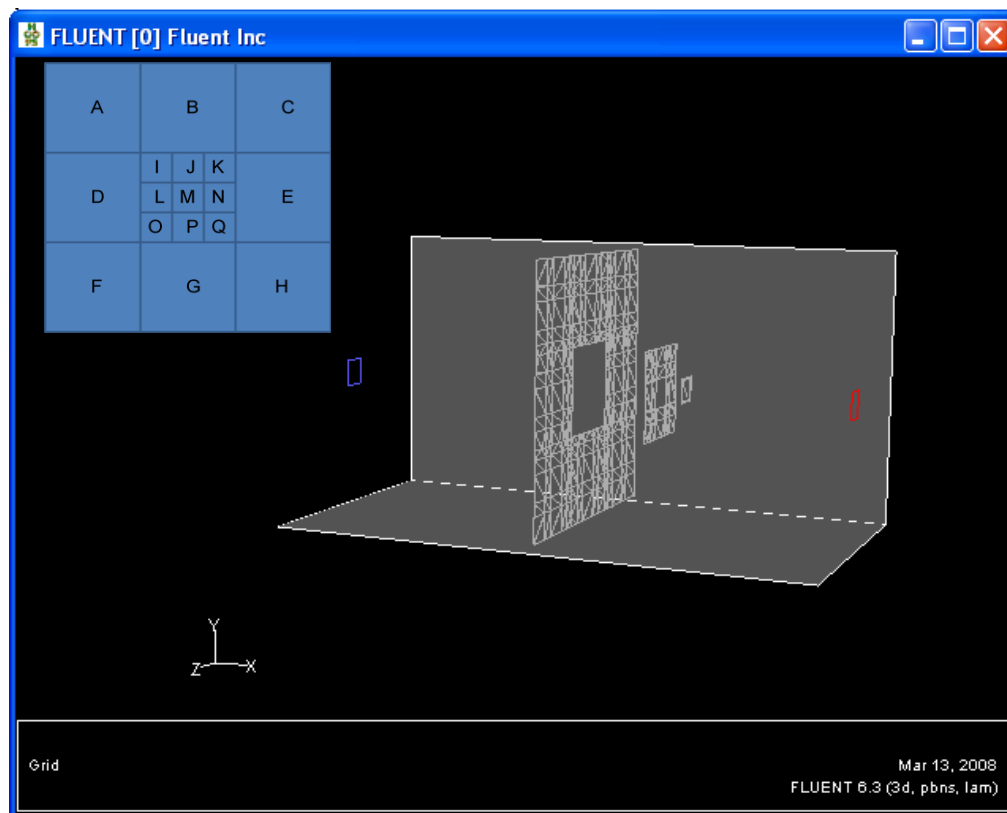 FLUENT [0] Fluent Inc
A B C
I J K
D L M N E
O P Q
F G H
Y
Z X
Grid
Mar 13, 2008
FLUENT 6.3 (3d, pbns, lam)